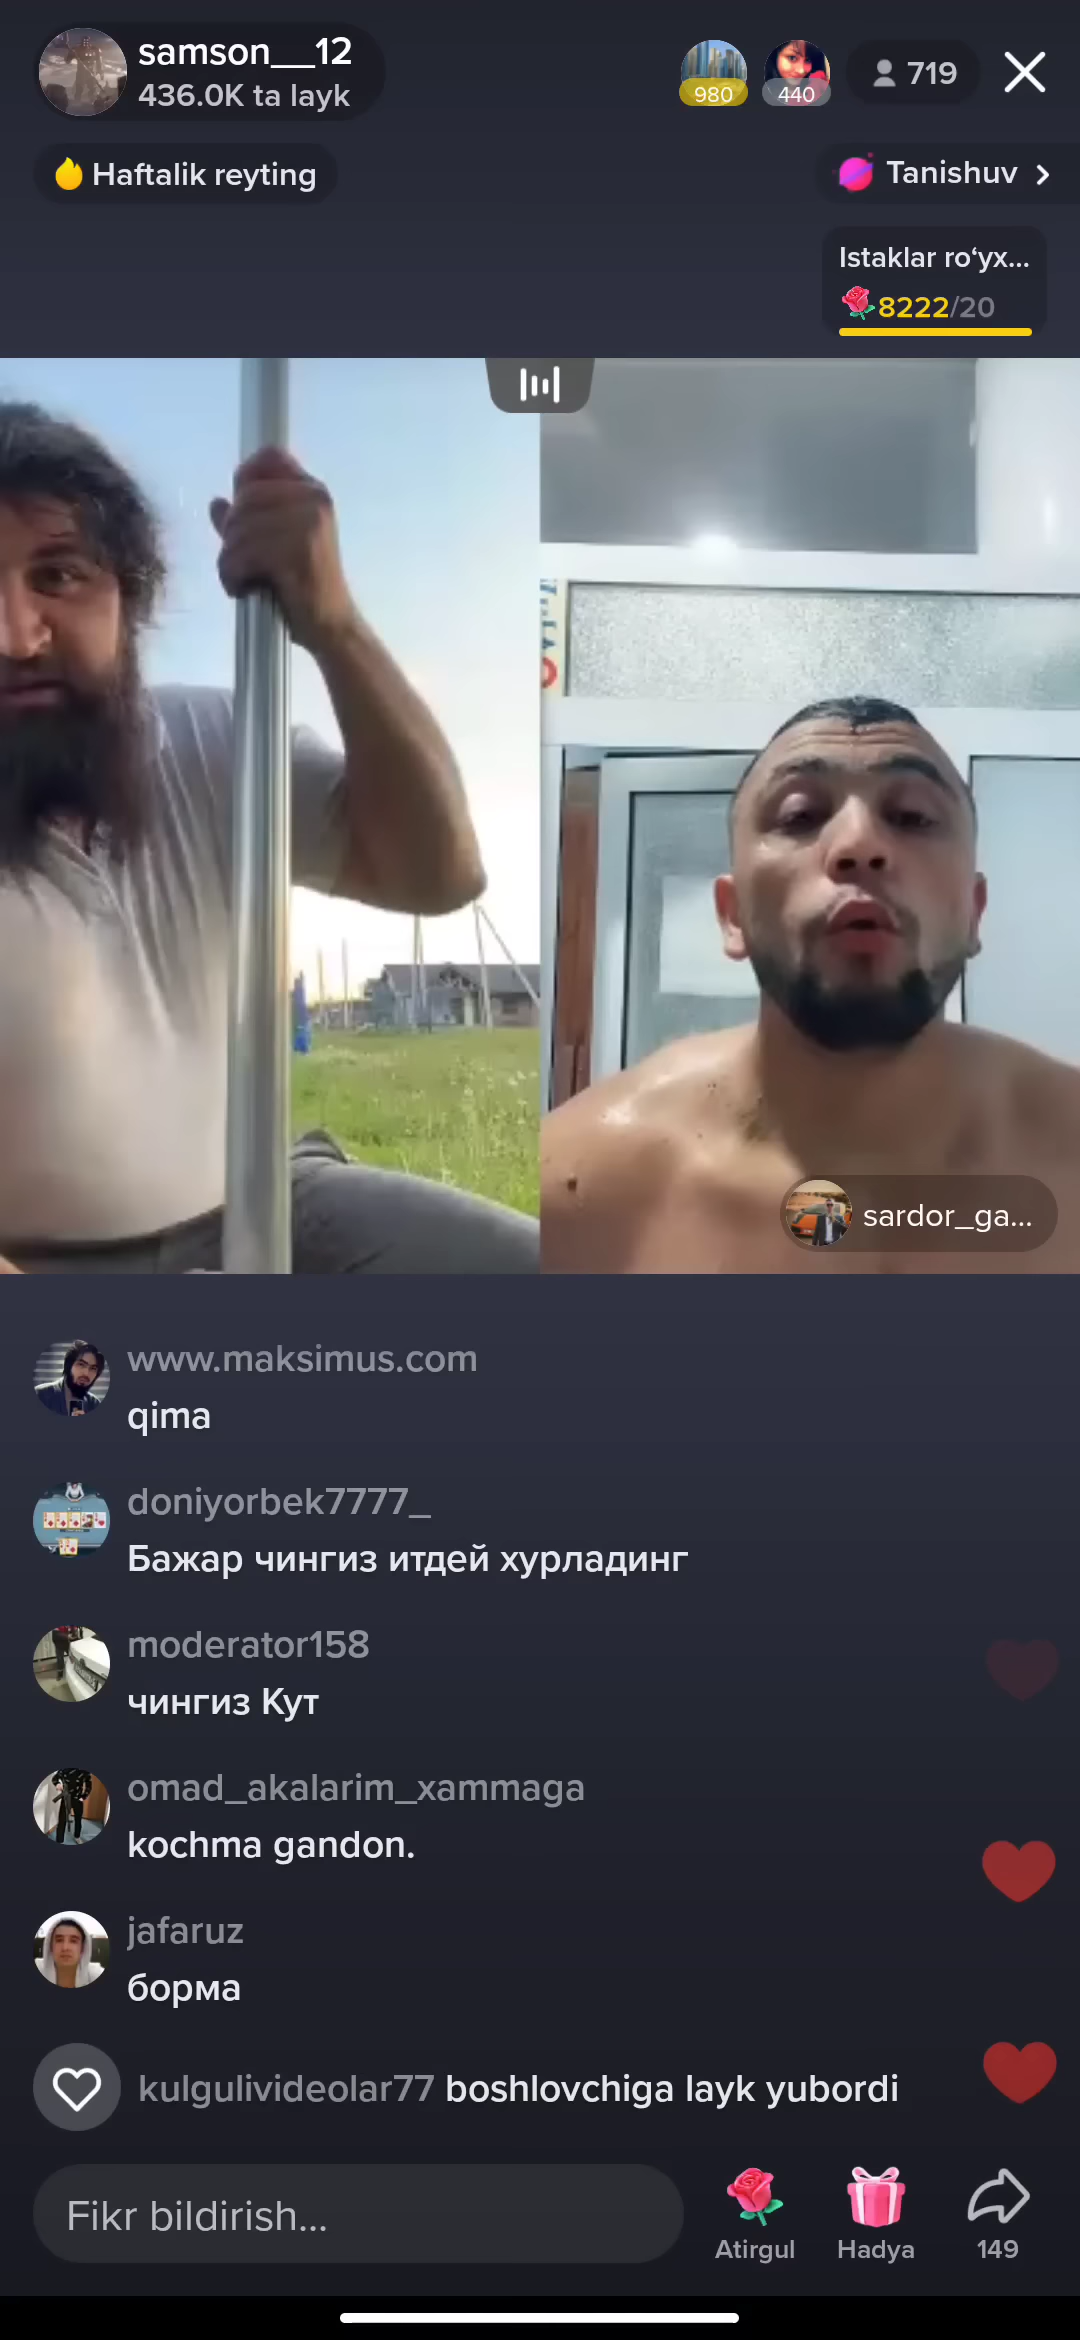 samson__12
436.0K ta layk
980
440
719
Haftalik reyting
Tanishuv
Istaklar ro‘yx...
8222/20
sardor_ga...
www.maksimus.com
qima
doniyorbek7777_
Бажар чингиз итдей хурладинг
moderator158
чингиз Кут
omad_akalarim_xammaga
kochma gandon.
jafaruz
борма
kulgulivideolar77 boshlovchiga layk yubordi
Fikr bildirish...
Atirgul
Hadya
149